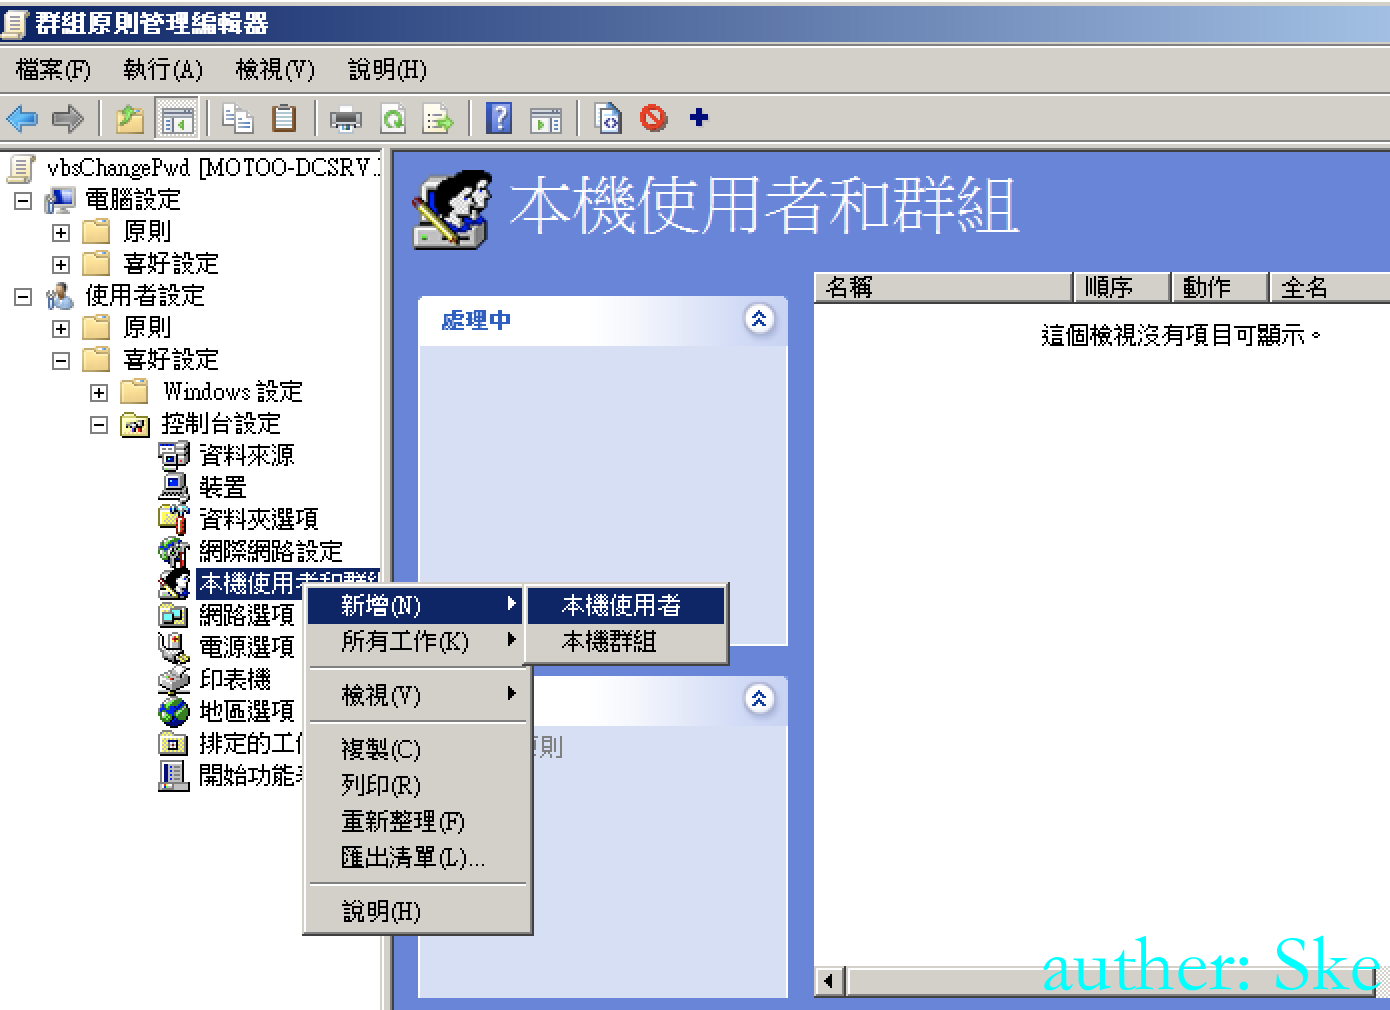 群組原則管理編輯器
檔案(F) 執行(A) 檢視(V) 說明(H)
vbsChangePwd [MOTOO-DCSRV.
電腦設定
原則
喜好設定
使用者設定
原則
喜好設定
Windows 設定
控制台設定
資料來源
裝置
資料夾選項
網際網路設定
本機使用者和群組
網路選項
電源選項
印表機
地區選項
排定的工作
開始功能表
新增(N)
所有工作(K)
檢視(V)
複製(C)
列印(R)
重新整理(F)
匯出清單(L)...
說明(H)
本機使用者
本機群組
本機使用者和群組
處理中
原則
名稱 順序 動作 全名
這個檢視沒有項目可顯示。
auther: Ske